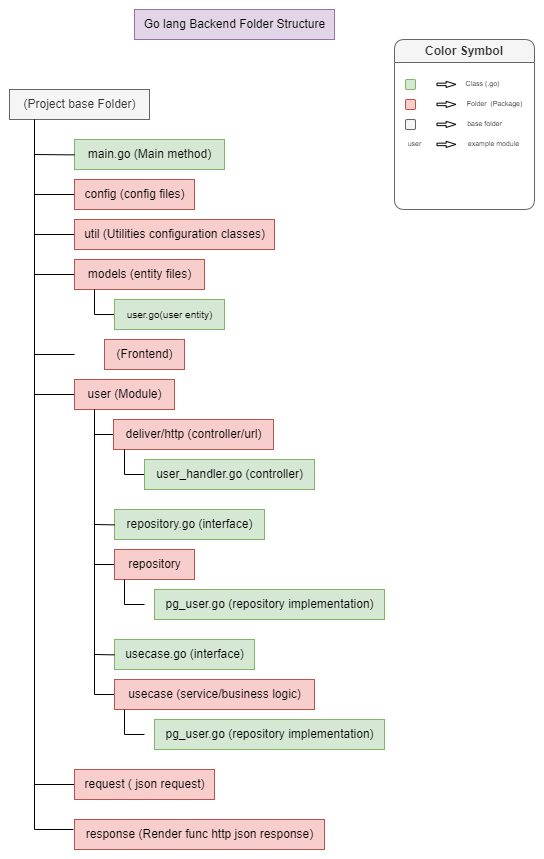 Go lang Backend Folder Structure
Color Symbol
Class (.go)
Folder (Package)
base folder
user
example module
(Project base Folder)
main.go (Main method)
config (config files)
util (Utilities configuration classes)
models (entity files)
user.go(user entity)
(Frontend)
user (Module)
deliver/http (controller/url)
user_handler.go (controller)
repository.go (interface)
repository
pg_user.go (repository implementation)
usecase.go (interface)
usecase (service/business logic)
pg_user.go (repository implementation)
request ( json request)
response (Render func http json response)